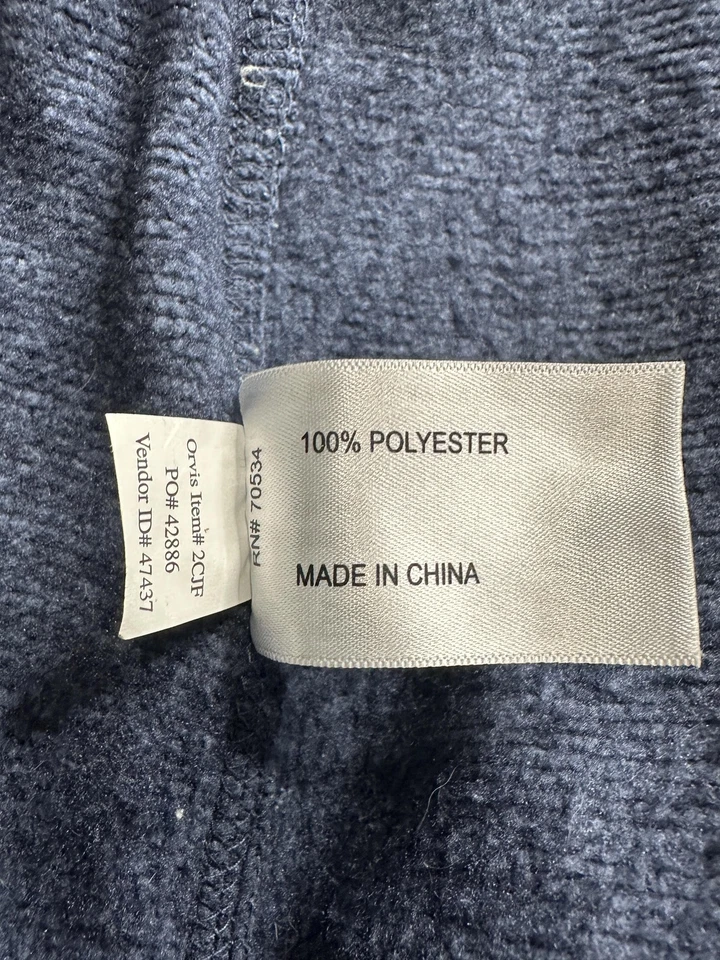 Orvis Item# 2CJF
PO# 42886
Vendor ID# 47437
RN# 70534
100% POLYESTER
MADE IN CHINA